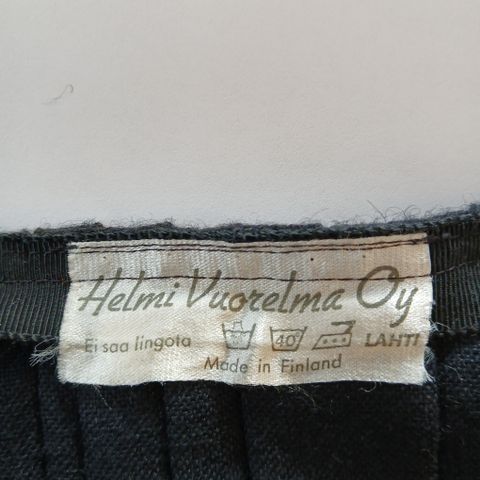 Helmi Vuorelma Oy
Ei saa lingota 40 LAHTI
Made in Finland